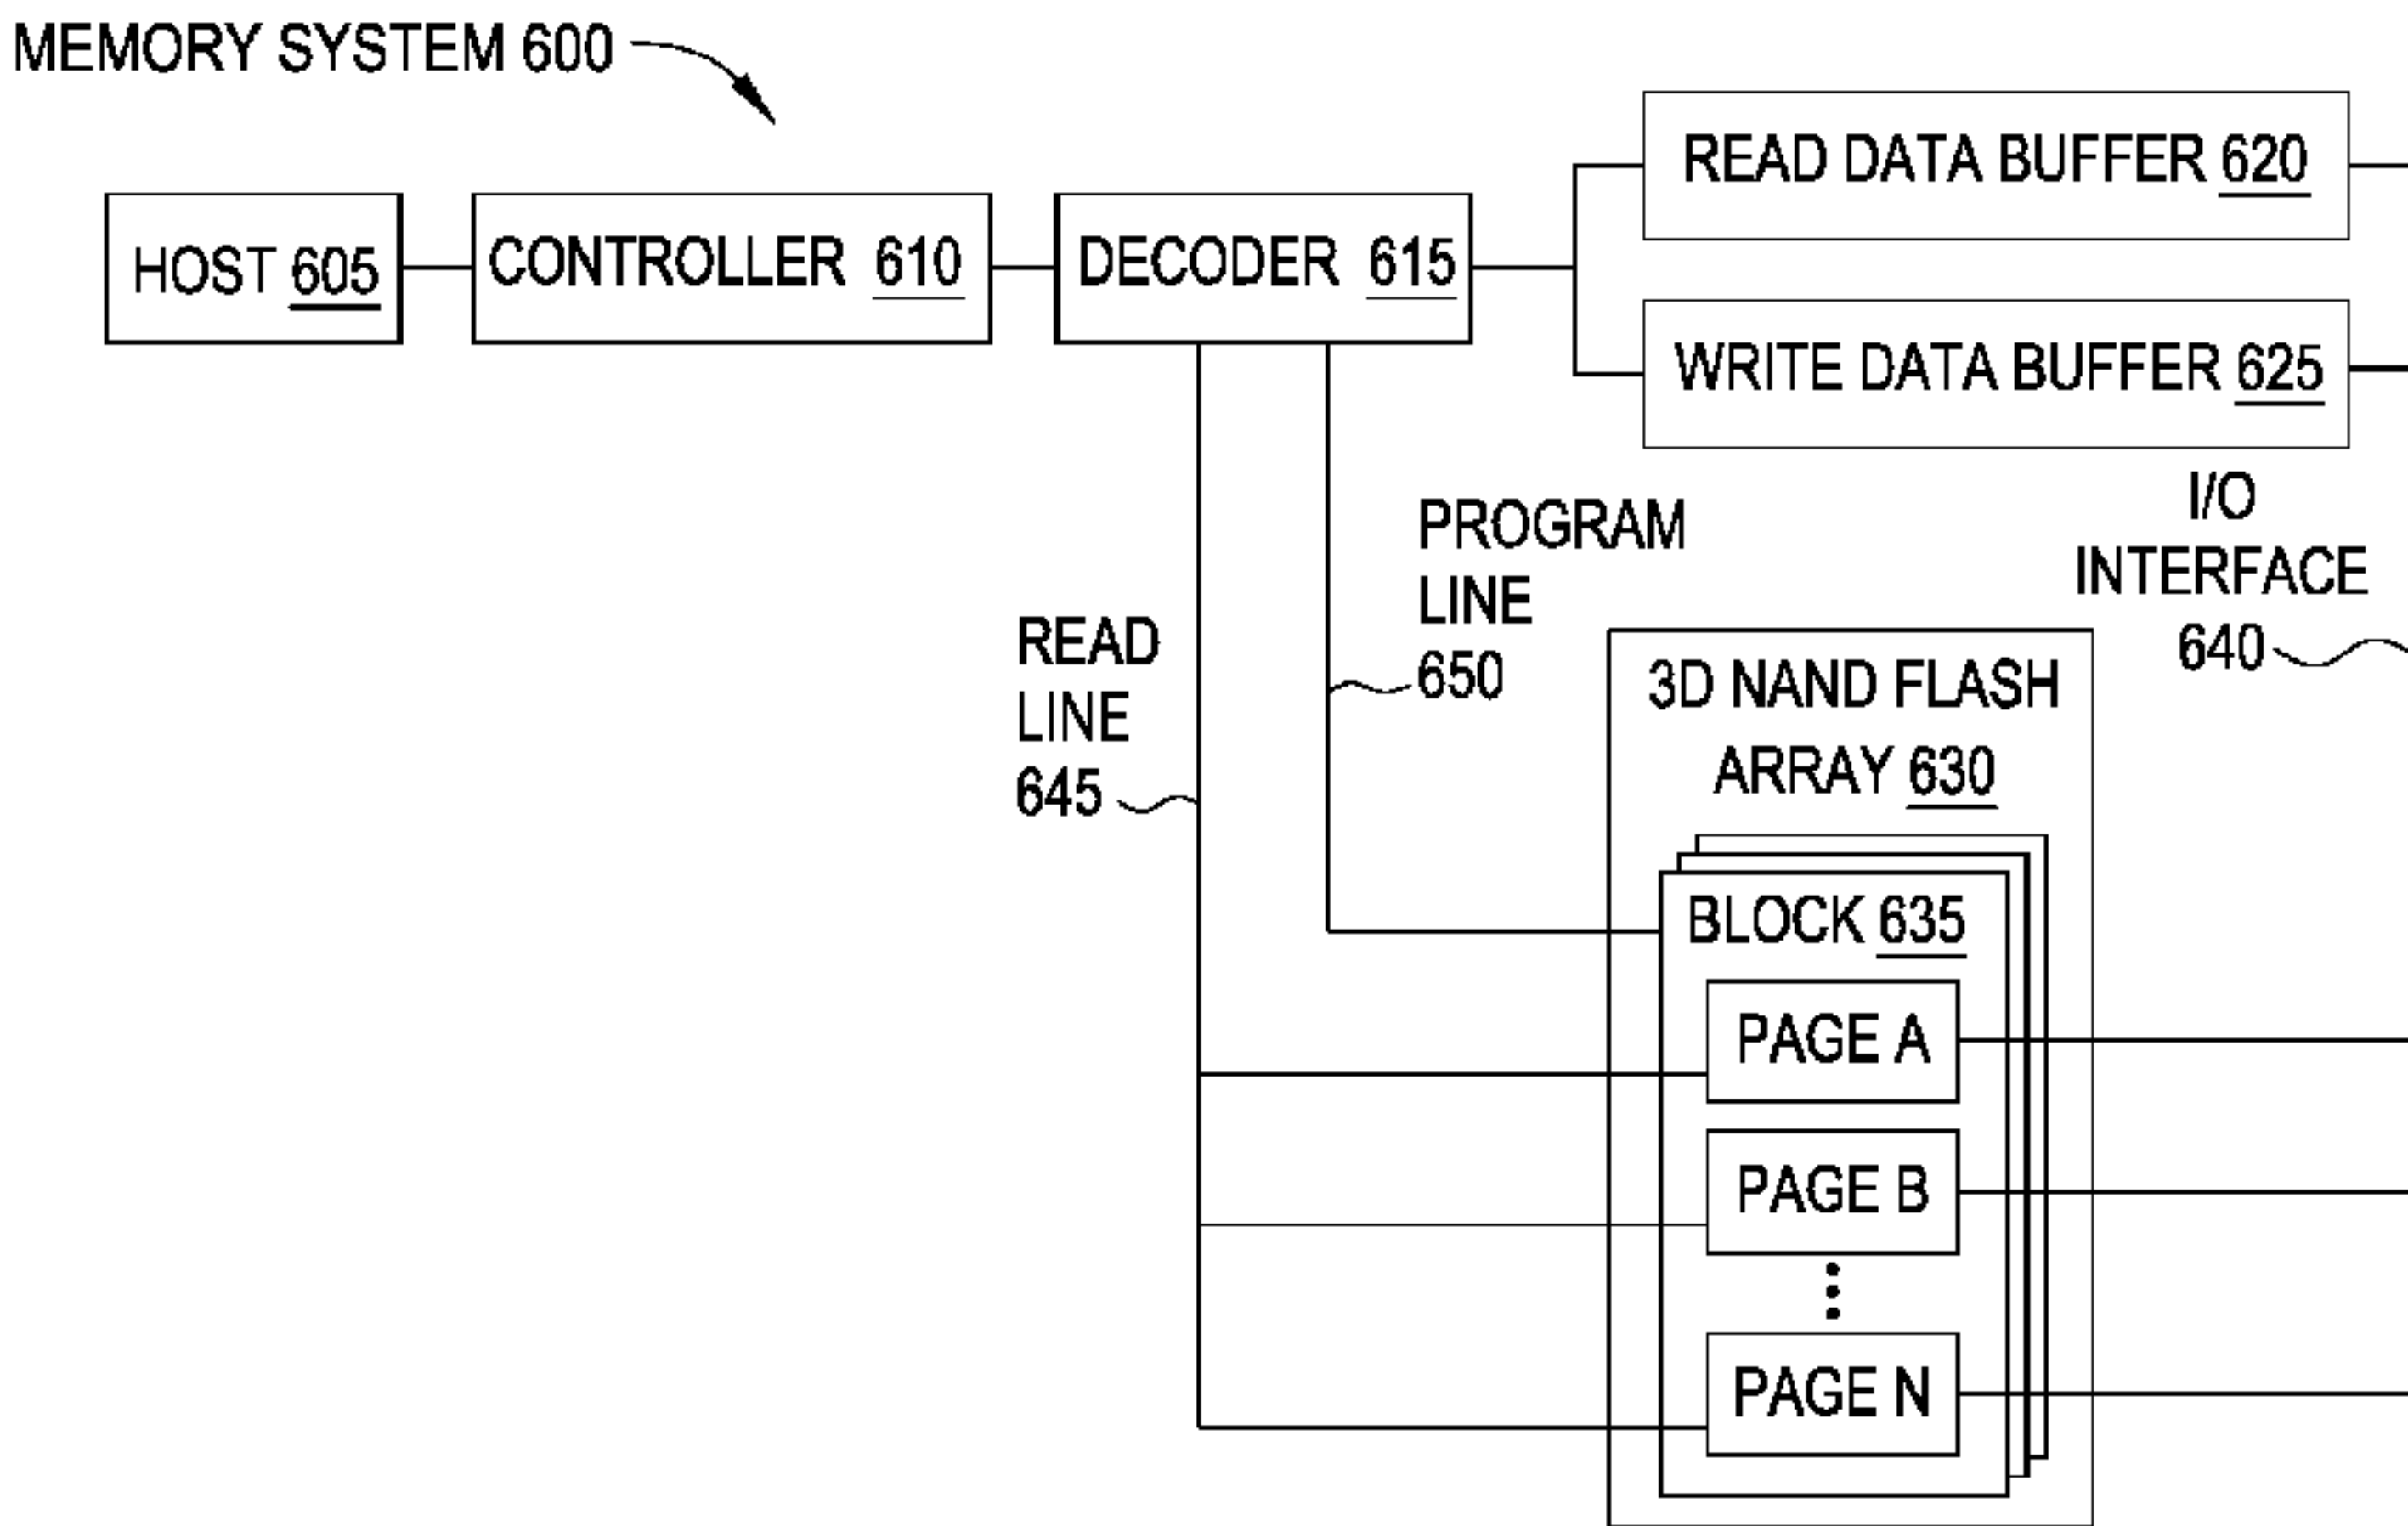 MEMORY SYSTEM 600
HOST 605
CONTROLLER 610
DECODER 615
READ DATA BUFFER 620
WRITE DATA BUFFER 625
I/O
INTERFACE
640
PROGRAM
LINE
650
READ
LINE
645
3D NAND FLASH
ARRAY 630
BLOCK 635
PAGE A
PAGE B
PAGE N